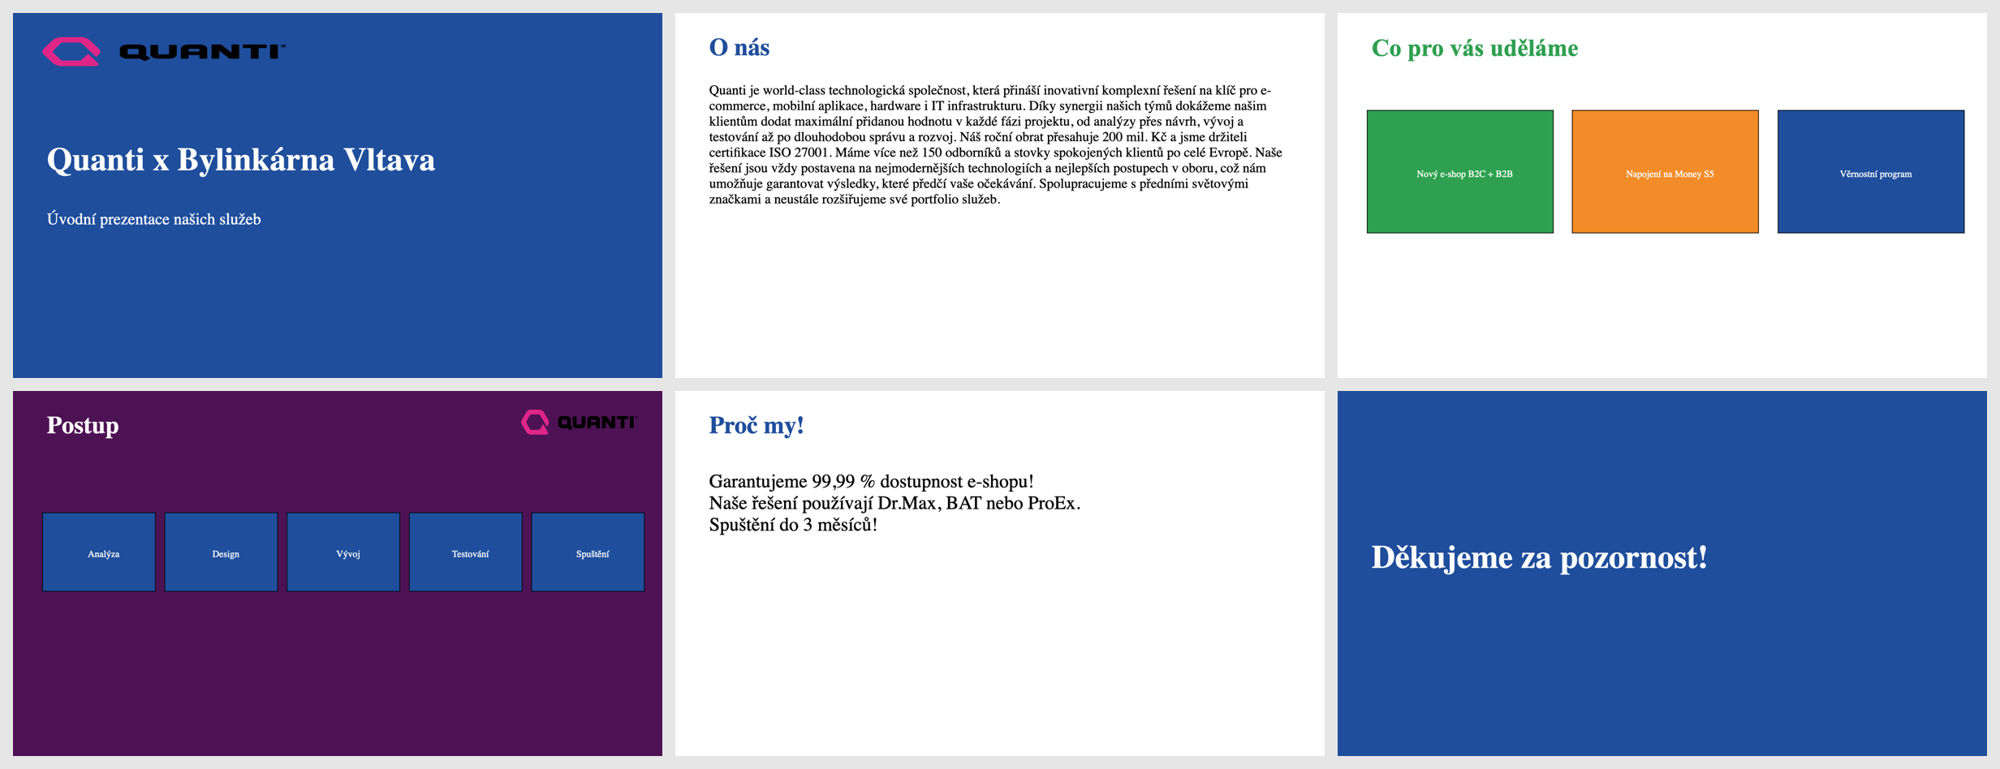 QUANTI
Quanti x Bylinkárna Vltava
Úvodní prezentace našich služeb
O nás
Quanti je world-class technologická společnost, která přináší inovativní komplexní řešení na klíč pro e-
commerce, mobilní aplikace, hardware i IT infrastrukturu. Díky synergii našich týmů dokážeme našim
klientům dodat maximální přidanou hodnotu v každé fázi projektu, od analýzy přes návrh, vývoj a
testování až po dlouhodobou správu a rozvoj. Náš roční obrat přesahuje 200 mil. Kč a jsme držiteli
certifikace ISO 27001. Máme více než 150 odborníků a stovky spokojených klientů po celé Evropě. Naše
řešení jsou vždy postavena na nejmodernějších technologiích a nejlepších postupech v oboru, což nám
umožňuje garantovat výsledky, které předčí vaše očekávání. Spolupracujeme s předními světovými
značkami a neustále rozšiřujeme své portfolio služeb.
Co pro vás uděláme
Nový e-shop B2C + B2B
Napojení na Money S5
Věrnostní program
Postup
QUANTI
Analýza
Design
Vývoj
Testování
Spuštění
Proč my!
Garantujeme 99,99 % dostupnost e-shopu!
Naše řešení používají Dr.Max, BAT nebo ProEx.
Spuštění do 3 měsíců!
Děkujeme za pozornost!